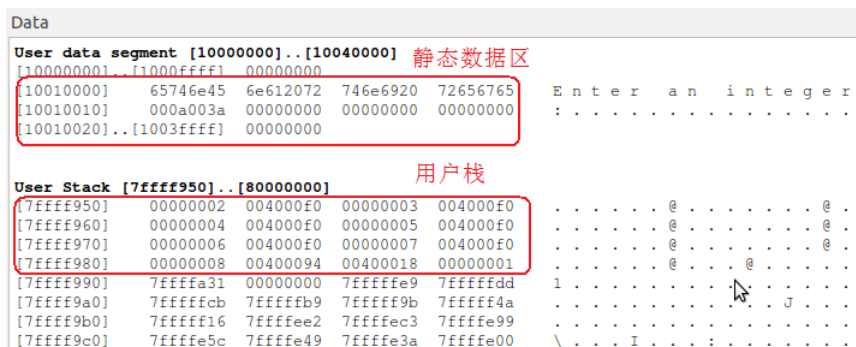 Data
User data segment [10000000]..[10040000] 静态数据区
[10000000]..[1000ffff] 00000000
[10010000] 65746e45 6e612072 746e6920 72656765 E n t e r a n i n t e g e r
[10010010] 000a003a 00000000 00000000 00000000 : . . . . . . . . . . . . . . .
[10010020]..[1003ffff] 00000000
用户栈
User Stack [7ffff950]..[80000000]
[7ffff950] 00000002 004000f0 00000003 004000f0 . . . . . . @ . . . . . . . @ .
[7ffff960] 00000004 004000f0 00000005 004000f0 . . . . . . @ . . . . . . . @ .
[7ffff970] 00000006 004000f0 00000007 004000f0 . . . . . . @ . . . . . . . @ .
[7ffff980] 00000008 00400094 00400018 00000001 . . . . . . @ . . . @ . . . . .
[7ffff990] 7ffffa31 00000000 7fffffe9 7fffffdd 1 . . . . . . . . . . . . . . .
[7ffff9a0] 7fffffcb 7fffffb9 7fffff9b 7fffff4a . . . . . . . . . . . . J . . .
[7ffff9b0] 7fffff16 7ffffee2 7ffffec3 7ffffe99 . . . . . . . . . . . . . . . .
[7ffff9c0] 7ffffe5c 7ffffe49 7ffffe3a 7ffffe00 \ . . . I . . . : . . . . . . .